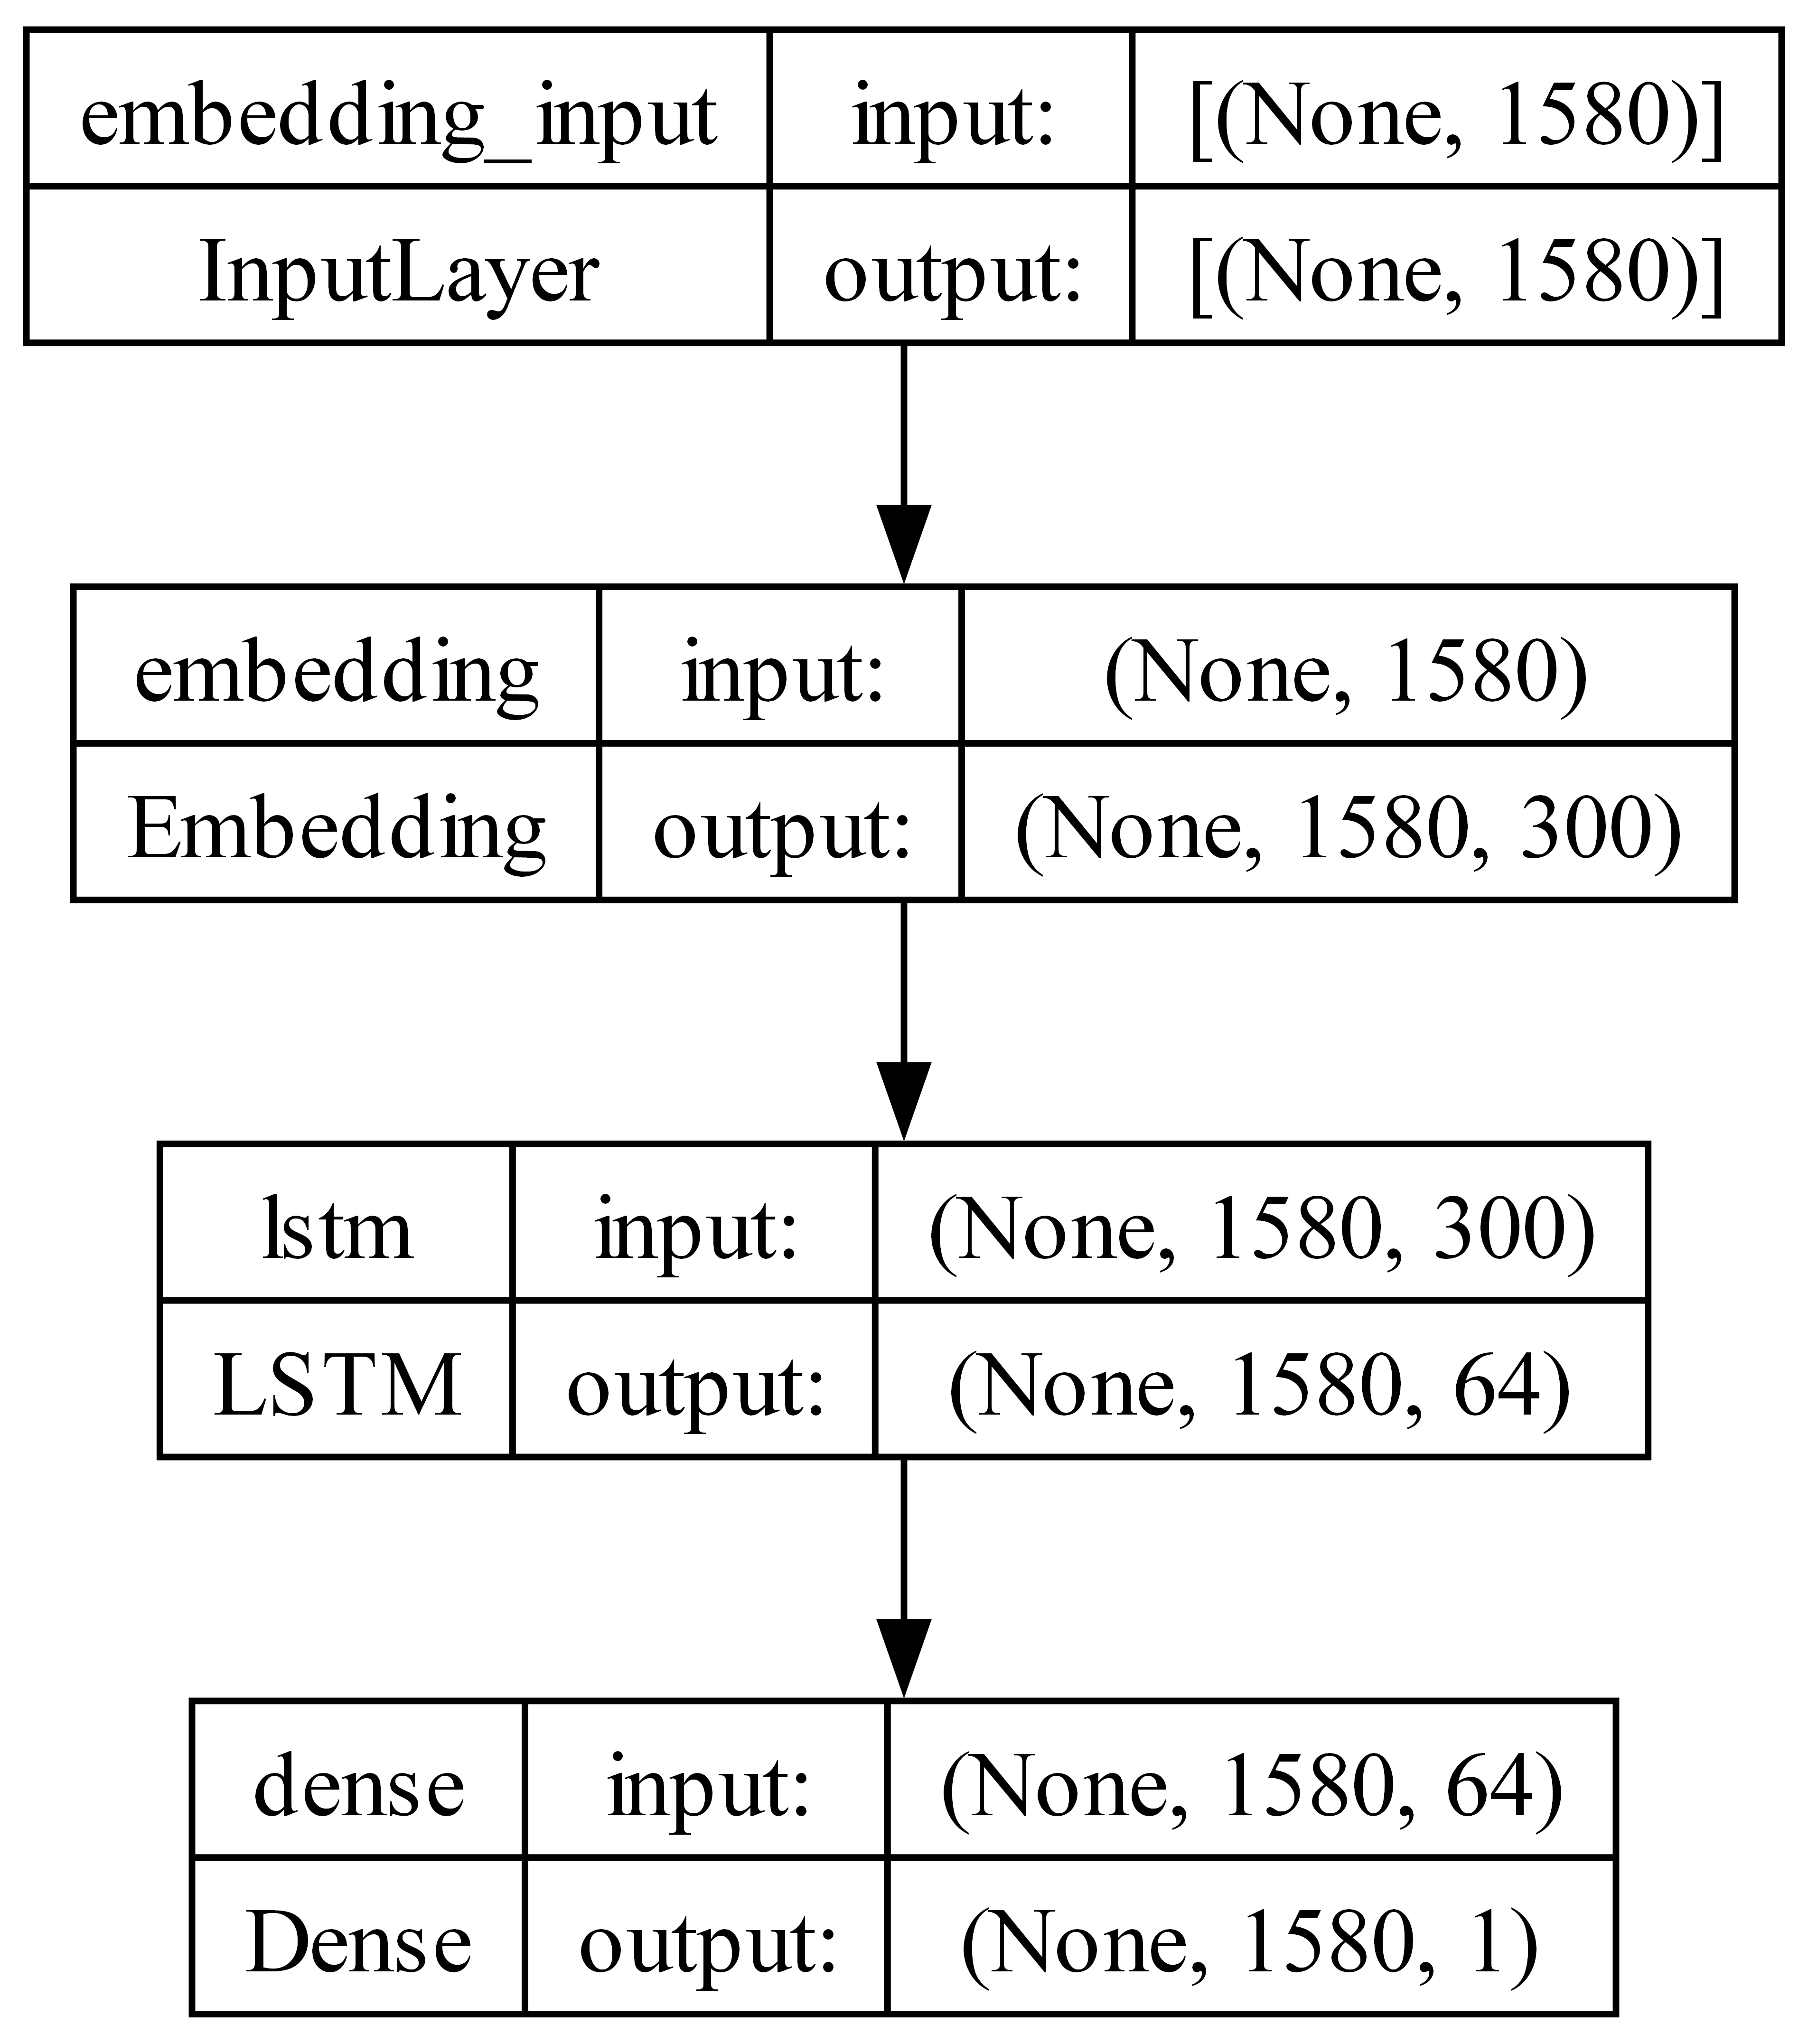 embedding_input input: [(None, 1580)]
InputLayer output: [(None, 1580)]
embedding input: (None, 1580)
Embedding output: (None, 1580, 300)
lstm input: (None, 1580, 300)
LSTM output: (None, 1580, 64)
dense input: (None, 1580, 64)
Dense output: (None, 1580, 1)